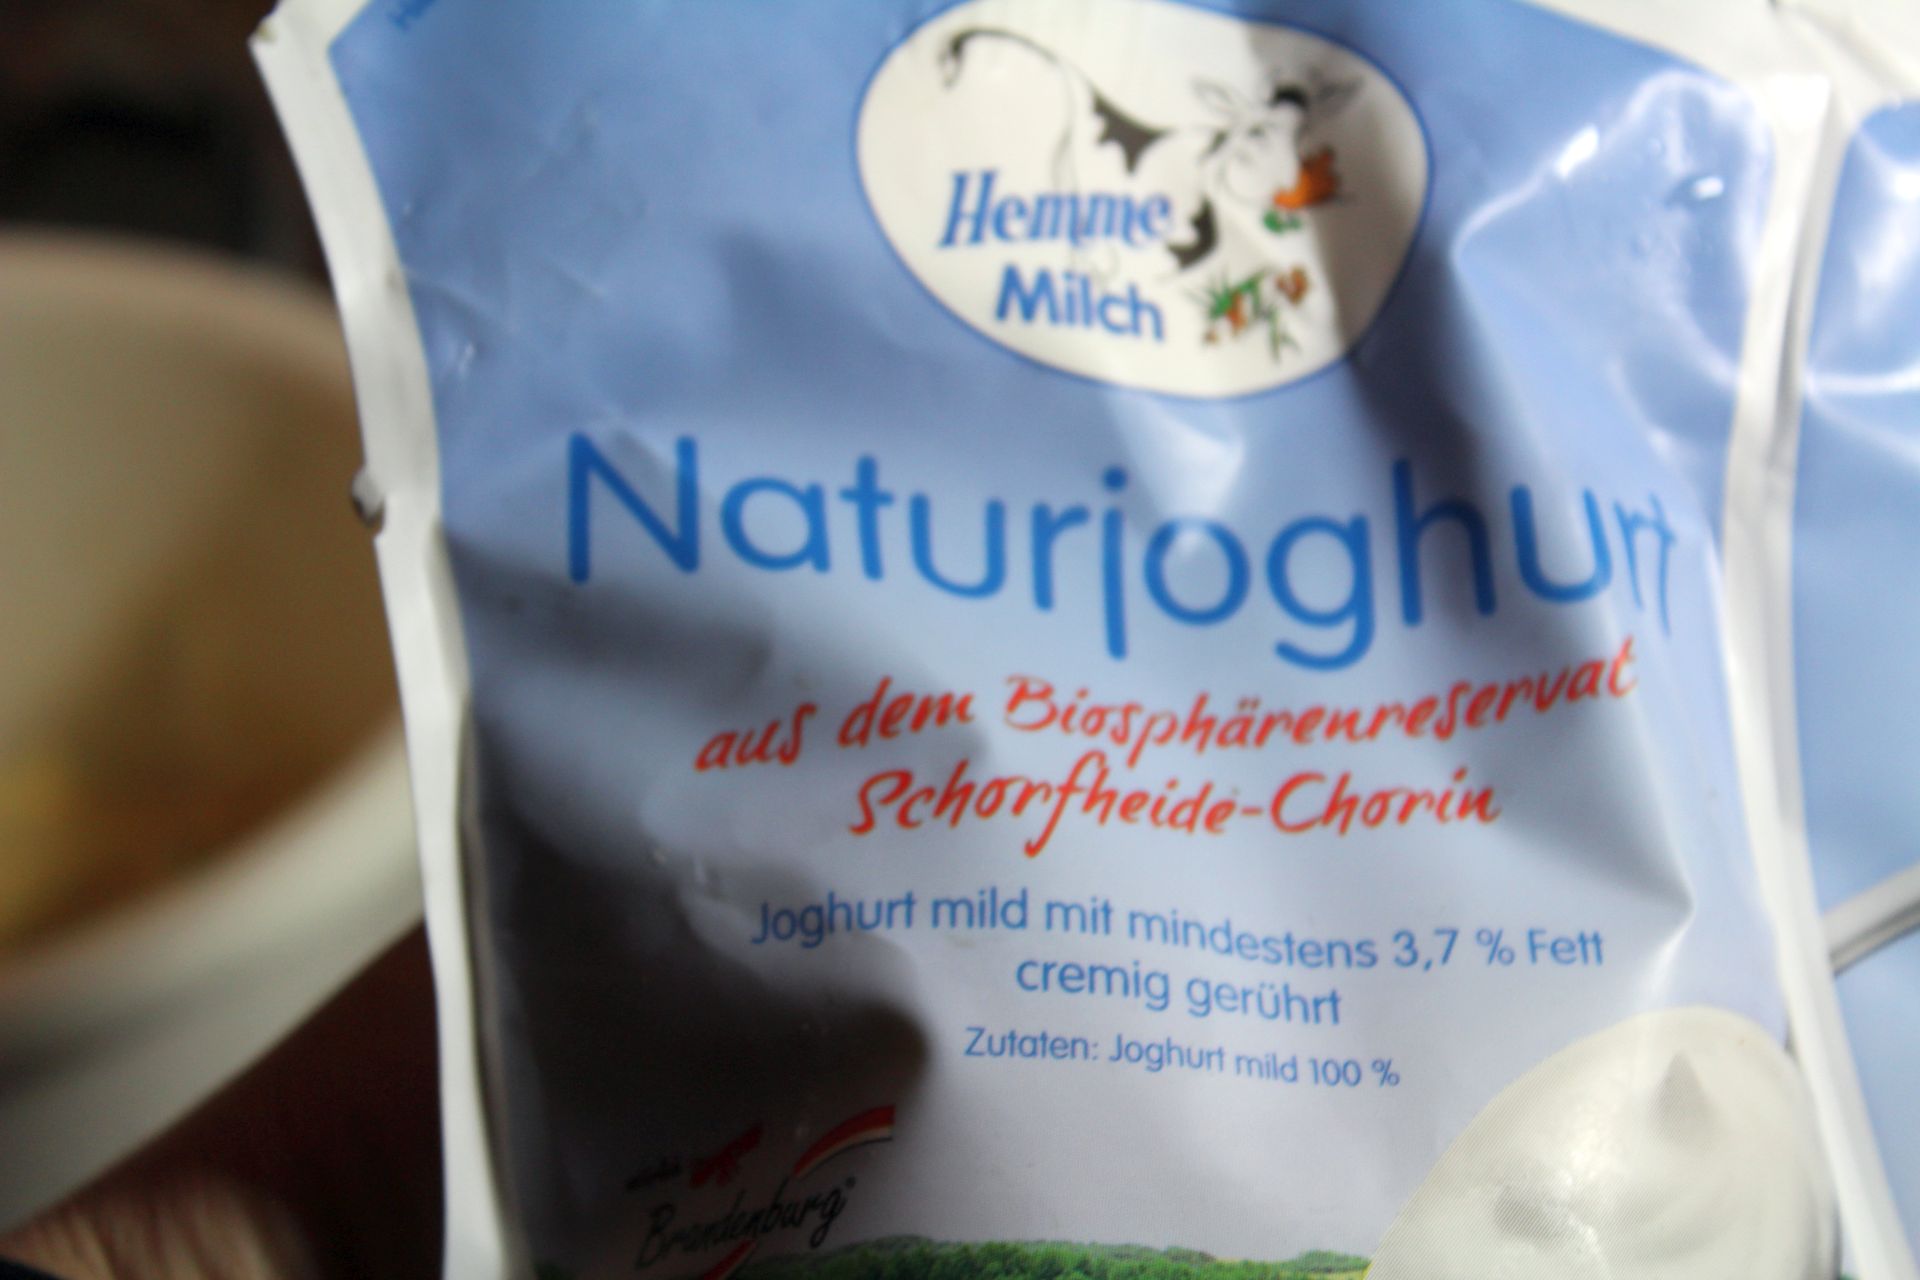 Hemme
Milch
Naturjoghurt
aus dem Biosphärenreservat
Schorfheide-Chorin
Joghurt mild mit mindestens 3,7 % Fett
cremig gerührt
Zutaten: Joghurt mild 100 %
Brandenburg